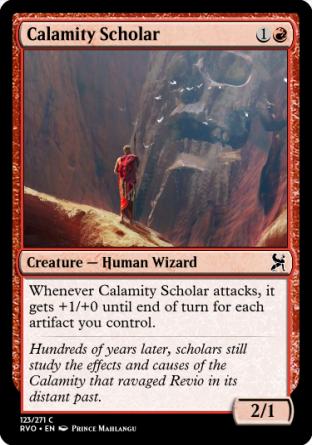 Calamity Scholar 1
Creature — Human Wizard
Whenever Calamity Scholar attacks, it
gets +1/+0 until end of turn for each
artifact you control.
Hundreds of years later, scholars still
study the effects and causes of the
Calamity that ravaged Revio in its
distant past.
2/1
123/271 C
RVO • EN Prince Mahlangu